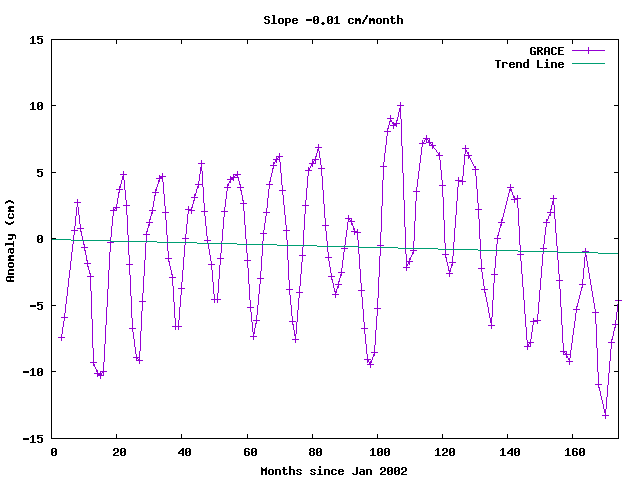 Slope -0.01 cm/month
GRACE
Trend Line
15
10
5
0
-5
-10
-15
Anomaly (cm)
0 20 40 60 80 100 120 140 160
Months since Jan 2002